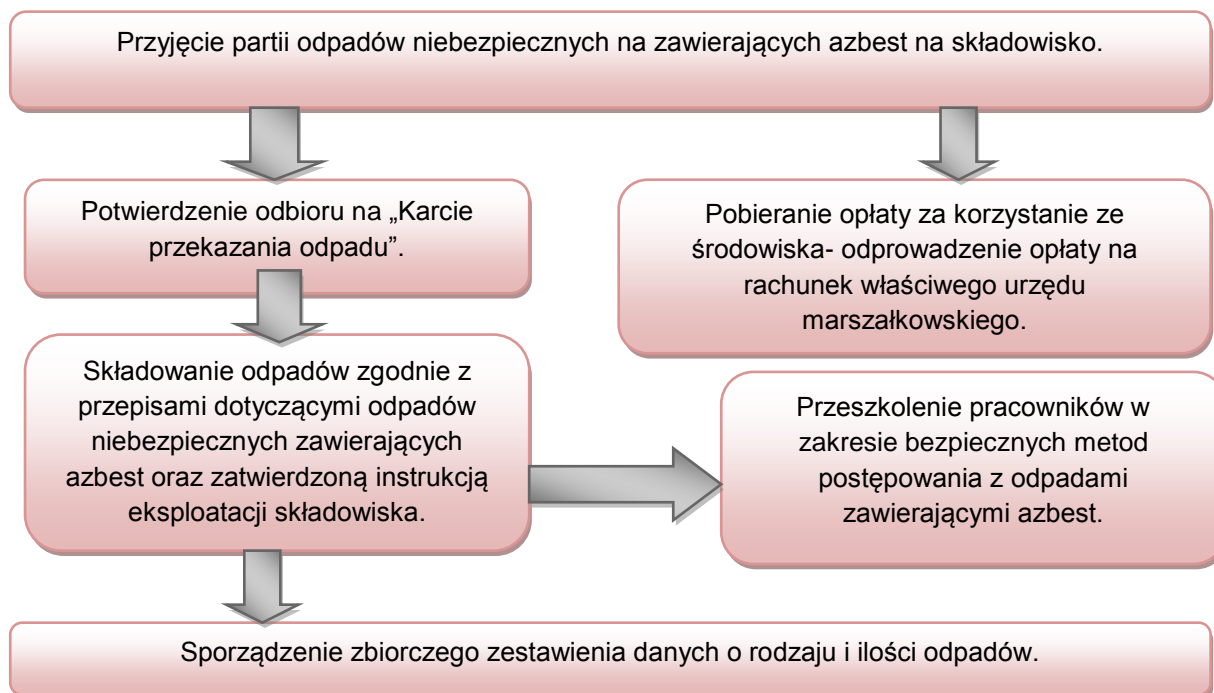 Przyjęcie partii odpadów niebezpiecznych na zawierających azbest na składowisko.
Potwierdzenie odbioru na „Karcie
przekazania odpadu”.
Pobieranie opłaty za korzystanie ze
środowiska- odprowadzenie opłaty na
rachunek właściwego urzędu
marszałkowskiego.
Składowanie odpadów zgodnie z
przepisami dotyczącymi odpadów
niebezpiecznych zawierających
azbest oraz zatwierdzoną instrukcją
eksploatacji składowiska.
Przeszkolenie pracowników w
zakresie bezpiecznych metod
postępowania z odpadami
zawierającymi azbest.
Sporządzenie zbiorczego zestawienia danych o rodzaju i ilości odpadów.